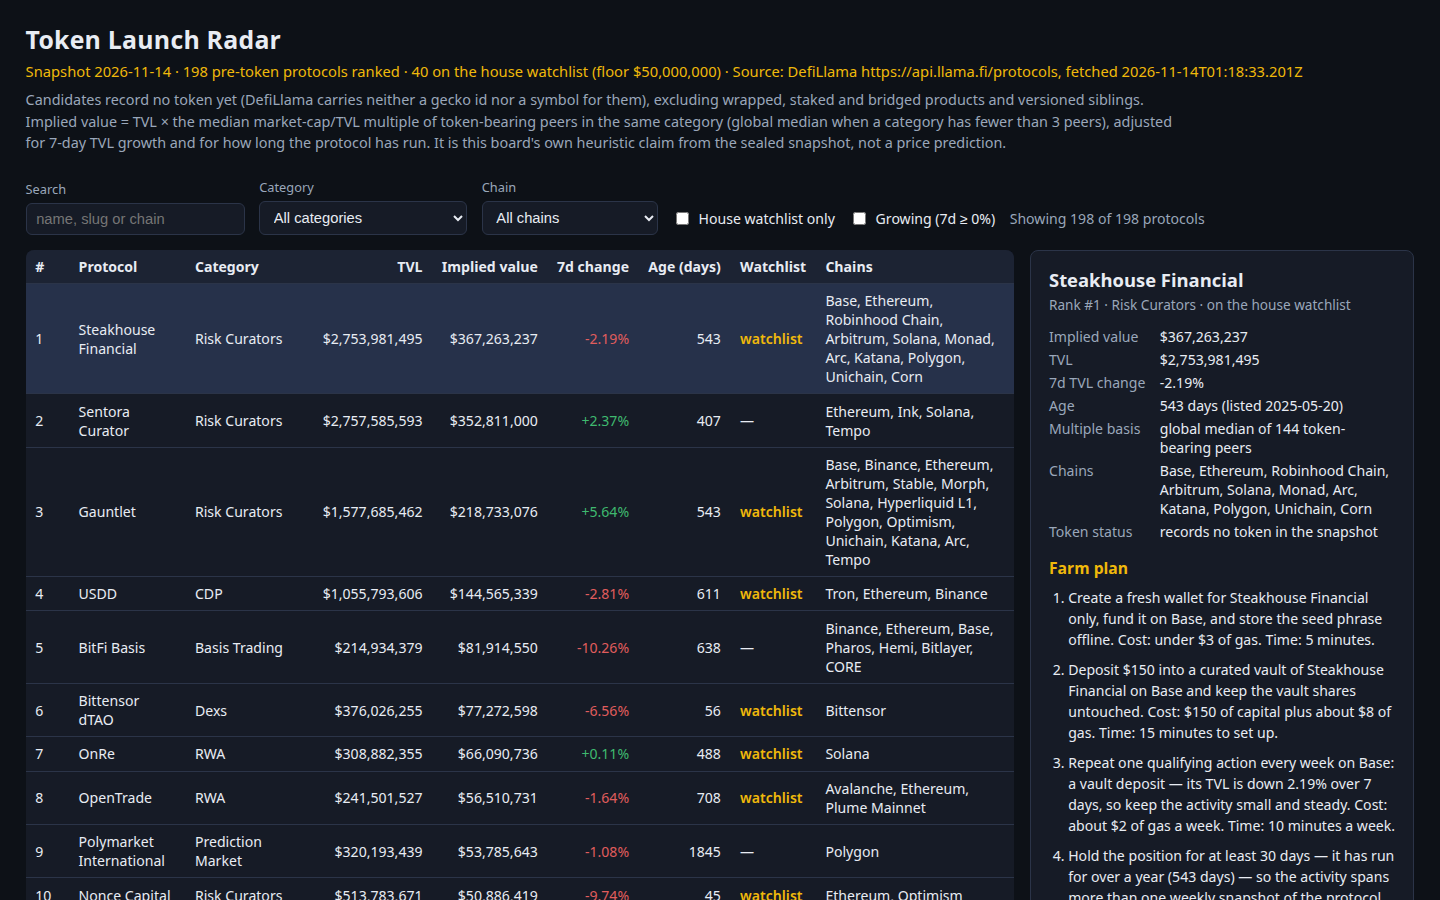 Token Launch Radar
Snapshot 2026-11-14 · 198 pre-token protocols ranked · 40 on the house watchlist (floor $50,000,000) · Source: DefiLlama https://api.llama.fi/protocols, fetched 2026-11-14T01:18:33.201Z
Candidates record no token yet (DefiLlama carries neither a gecko id nor a symbol for them), excluding wrapped, staked and bridged products and versioned siblings.
Implied value = TVL × the median market-cap/TVL multiple of token-bearing peers in the same category (global median when a category has fewer than 3 peers), adjusted
for 7-day TVL growth and for how long the protocol has run. It is this board's own heuristic claim from the sealed snapshot, not a price prediction.
Search
Category
Chain
name, slug or chain
All categories
All chains
House watchlist only
Growing (7d ≥ 0%)
Showing 198 of 198 protocols
# Protocol Category TVL Implied value 7d change Age (days) Watchlist Chains
1 Steakhouse Financial Risk Curators $2,753,981,495 $367,263,237 -2.19% 543 watchlist Base, Ethereum,
Robinhood Chain,
Arbitrum, Solana, Monad,
Arc, Katana, Polygon,
Unichain, Corn
2 Sentora Curator Risk Curators $2,757,585,593 $352,811,000 +2.37% 407 — Ethereum, Ink, Solana,
Tempo
3 Gauntlet Risk Curators $1,577,685,462 $218,733,076 +5.64% 543 watchlist Base, Binance, Ethereum,
Arbitrum, Stable, Morph,
Solana, Hyperliquid L1,
Polygon, Optimism,
Unichain, Katana, Arc,
Tempo
4 USDD CDP $1,055,793,606 $144,565,339 -2.81% 611 watchlist Tron, Ethereum, Binance
5 BitFi Basis Basis Trading $214,934,379 $81,914,550 -10.26% 638 — Binance, Ethereum, Base,
Pharos, Hemi, Bitlayer,
CORE
6 Bittensor dTAO Dexs $376,026,255 $77,272,598 -6.56% 56 watchlist Bittensor
7 OnRe RWA $308,882,355 $66,090,736 +0.11% 488 watchlist Solana
8 OpenTrade RWA $241,501,527 $56,510,731 -1.64% 708 watchlist Avalanche, Ethereum,
Plume Mainnet
9 Polymarket International Prediction Market $320,193,439 $53,785,643 -1.08% 1845 — Polygon
10 Nonce Capital Risk Curators $513,783,671 $50,886,419 -9.74% 45 watchlist Ethereum, Optimism
Steakhouse Financial
Rank #1 · Risk Curators · on the house watchlist
Implied value $367,263,237
TVL $2,753,981,495
7d TVL change -2.19%
Age 543 days (listed 2025-05-20)
Multiple basis global median of 144 token-
bearing peers
Chains Base, Ethereum, Robinhood Chain,
Arbitrum, Solana, Monad, Arc,
Katana, Polygon, Unichain, Corn
Token status records no token in the snapshot
Farm plan
1. Create a fresh wallet for Steakhouse Financial
only, fund it on Base, and store the seed phrase
offline. Cost: under $3 of gas. Time: 5 minutes.
2. Deposit $150 into a curated vault of Steakhouse
Financial on Base and keep the vault shares
untouched. Cost: $150 of capital plus about $8 of
gas. Time: 15 minutes to set up.
3. Repeat one qualifying action every week on Base:
a vault deposit — its TVL is down 2.19% over 7
days, so keep the activity small and steady. Cost:
about $2 of gas a week. Time: 10 minutes a week.
4. Hold the position for at least 30 days — it has run
for over a year (543 days) — so the activity spans
more than one weekly snapshot of the protocol.